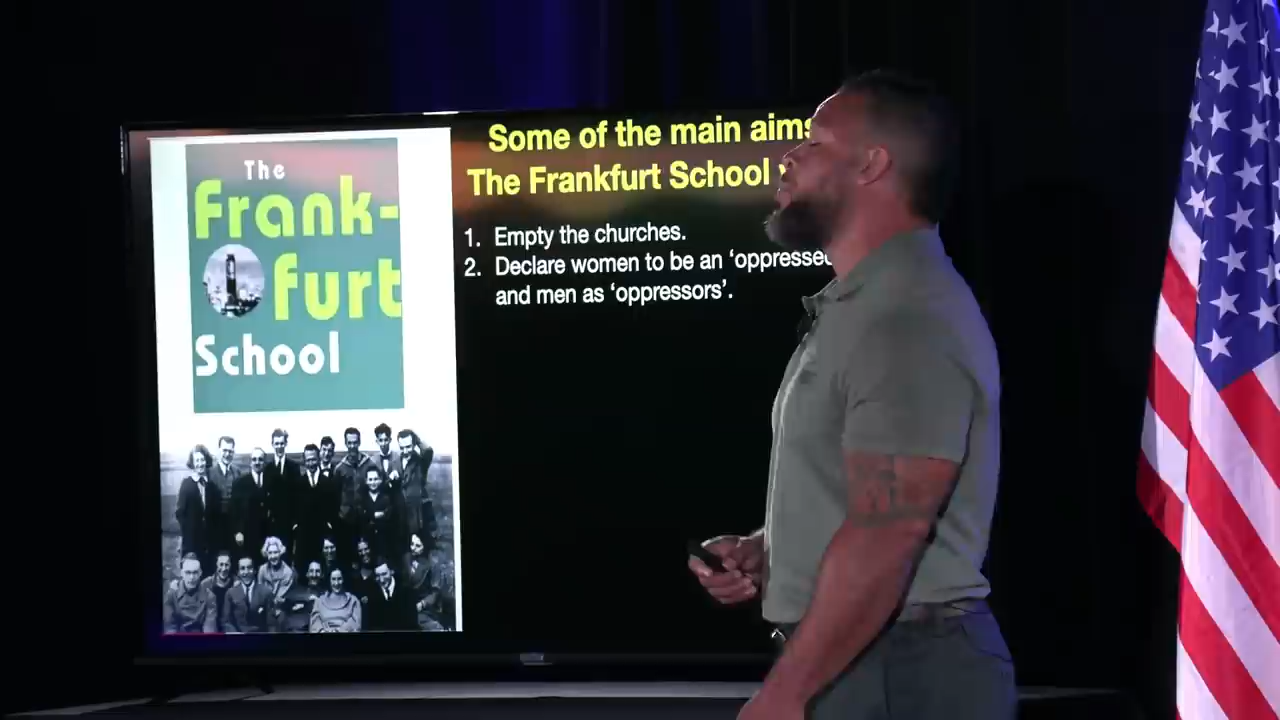 The
Frank-
furt
School
Some of the main aims
The Frankfurt School
1. Empty the churches.
2. Declare women to be an ‘oppressed
and men as ‘oppressors’.